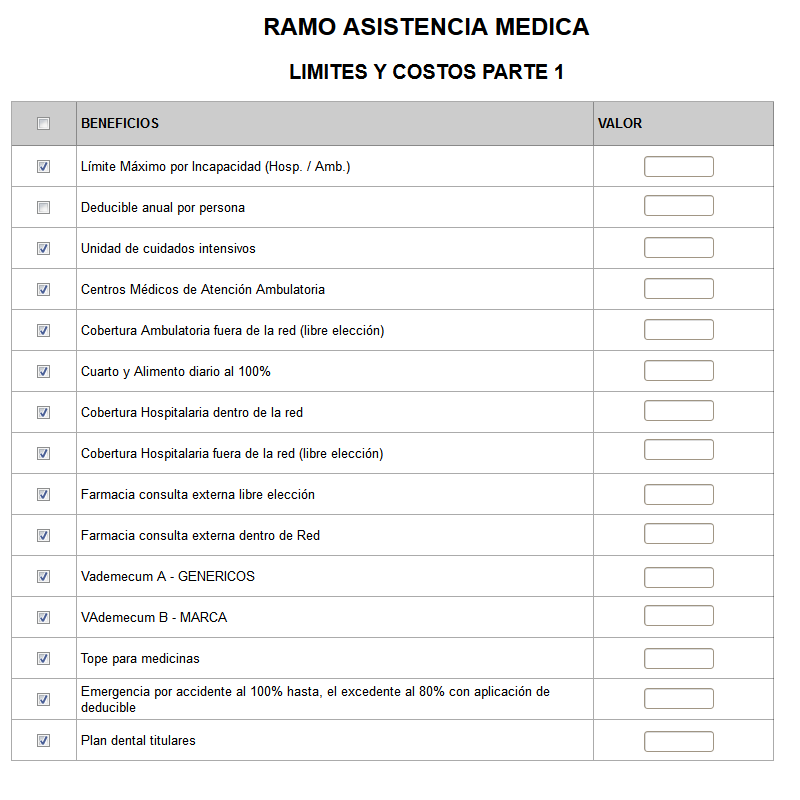 RAMO ASISTENCIA MEDICA
LIMITES Y COSTOS PARTE 1
BENEFICIOS VALOR
Límite Máximo por Incapacidad (Hosp. / Amb.)
Deducible anual por persona
Unidad de cuidados intensivos
Centros Médicos de Atención Ambulatoria
Cobertura Ambulatoria fuera de la red (libre elección)
Cuarto y Alimento diario al 100%
Cobertura Hospitalaria dentro de la red
Cobertura Hospitalaria fuera de la red (libre elección)
Farmacia consulta externa libre elección
Farmacia consulta externa dentro de Red
Vademecum A - GENERICOS
VAdemecum B - MARCA
Tope para medicinas
Emergencia por accidente al 100% hasta, el excedente al 80% con aplicación de
deducible
Plan dental titulares